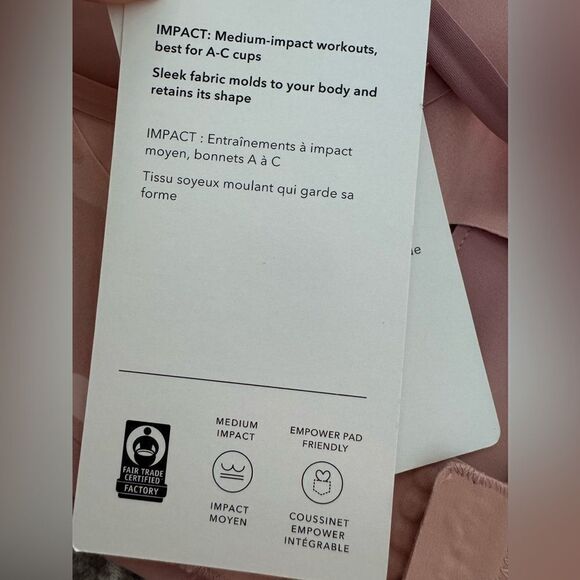 IMPACT: Medium-impact workouts,
best for A-C cups
Sleek fabric molds to your body and
retains its shape
IMPACT : Entraînements à impact
moyen, bonnets A à C
Tissu soyeux moulant qui garde sa
forme
FAIR TRADE
CERTIFIED
FACTORY
MEDIUM
IMPACT
IMPACT
MOYEN
EMPOWER PAD
FRIENDLY
COUSSINET
EMPOWER
INTÉGRABLE